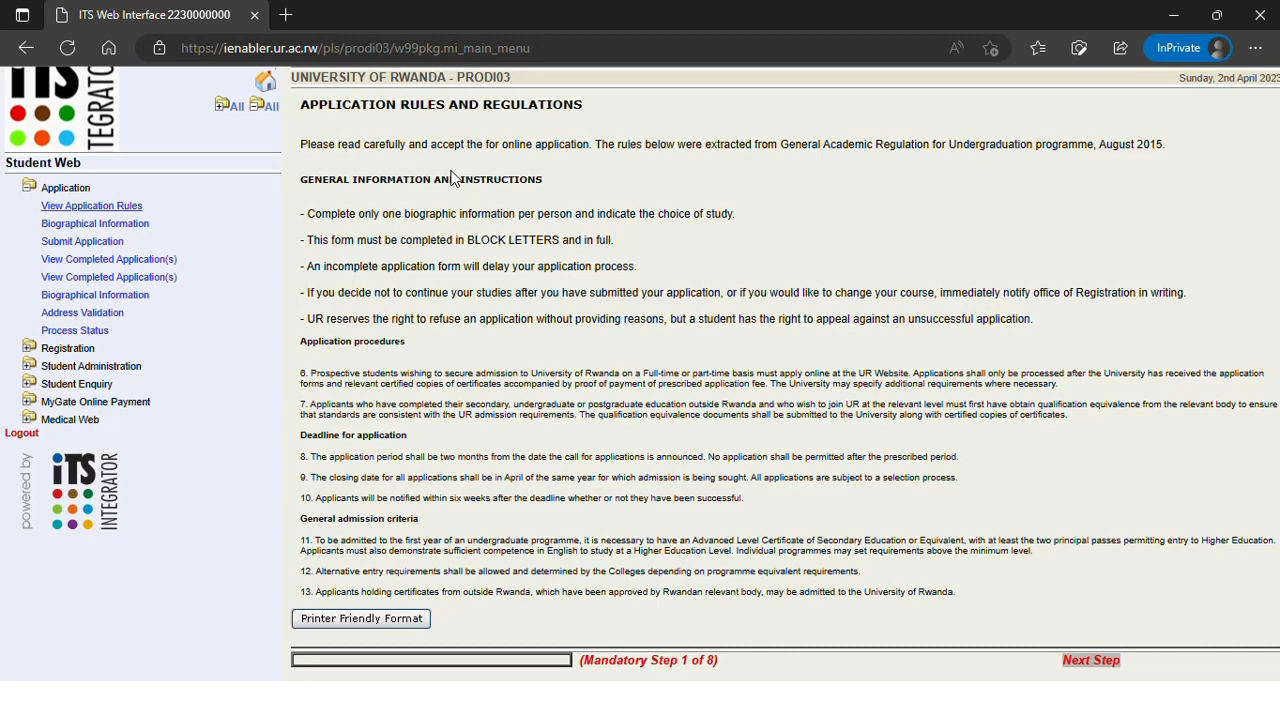 ITS Web Interface 2230000000
https://ienabler.ur.ac.rw/pls/prodi03/w99pkg.mi_main_menu
InPrivate
iTS
TEGRATO
All All
Student Web
Application
View Application Rules
Biographical Information
Submit Application
View Completed Application(s)
View Completed Application(s)
Biographical Information
Address Validation
Process Status
Registration
Student Administration
Student Enquiry
MyGate Online Payment
Medical Web
Logout
powered by
iTS
INTEGRATOR
UNIVERSITY OF RWANDA - PRODI03
Sunday, 2nd April 2023
APPLICATION RULES AND REGULATIONS
Please read carefully and accept the for online application. The rules below were extracted from General Academic Regulation for Undergraduation programme, August 2015.
GENERAL INFORMATION AND INSTRUCTIONS
- Complete only one biographic information per person and indicate the choice of study.
- This form must be completed in BLOCK LETTERS and in full.
- An incomplete application form will delay your application process.
- If you decide not to continue your studies after you have submitted your application, or if you would like to change your course, immediately notify office of Registration in writing.
- UR reserves the right to refuse an application without providing reasons, but a student has the right to appeal against an unsuccessful application.
Application procedures
6. Prospective students wishing to secure admission to University of Rwanda on a Full-time or part-time basis must apply online at the UR Website. Applications shall only be processed after the University has received the application
forms and relevant certified copies of certificates accompanied by proof of payment of prescribed application fee. The University may specify additional requirements where necessary.
7. Applicants who have completed their secondary, undergraduate or postgraduate education outside Rwanda and who wish to join UR at the relevant level must first have obtain qualification equivalence from the relevant body to ensure
that standards are consistent with the UR admission requirements. The qualification equivalence documents shall be submitted to the University along with certified copies of certificates.
Deadline for application
8. The application period shall be two months from the date the call for applications is announced. No application shall be permitted after the prescribed period.
9. The closing date for all applications shall be in April of the same year for which admission is being sought. All applications are subject to a selection process.
10. Applicants will be notified within six weeks after the deadline whether or not they have been successful.
General admission criteria
11. To be admitted to the first year of an undergraduate programme, it is necessary to have an Advanced Level Certificate of Secondary Education or Equivalent, with at least the two principal passes permitting entry to Higher Education.
Applicants must also demonstrate sufficient competence in English to study at a Higher Education Level. Individual programmes may set requirements above the minimum level.
12. Alternative entry requirements shall be allowed and determined by the Colleges depending on programme equivalent requirements.
13. Applicants holding certificates from outside Rwanda, which have been approved by Rwandan relevant body, may be admitted to the University of Rwanda.
Printer Friendly Format
(Mandatory Step 1 of 8)
Next Step